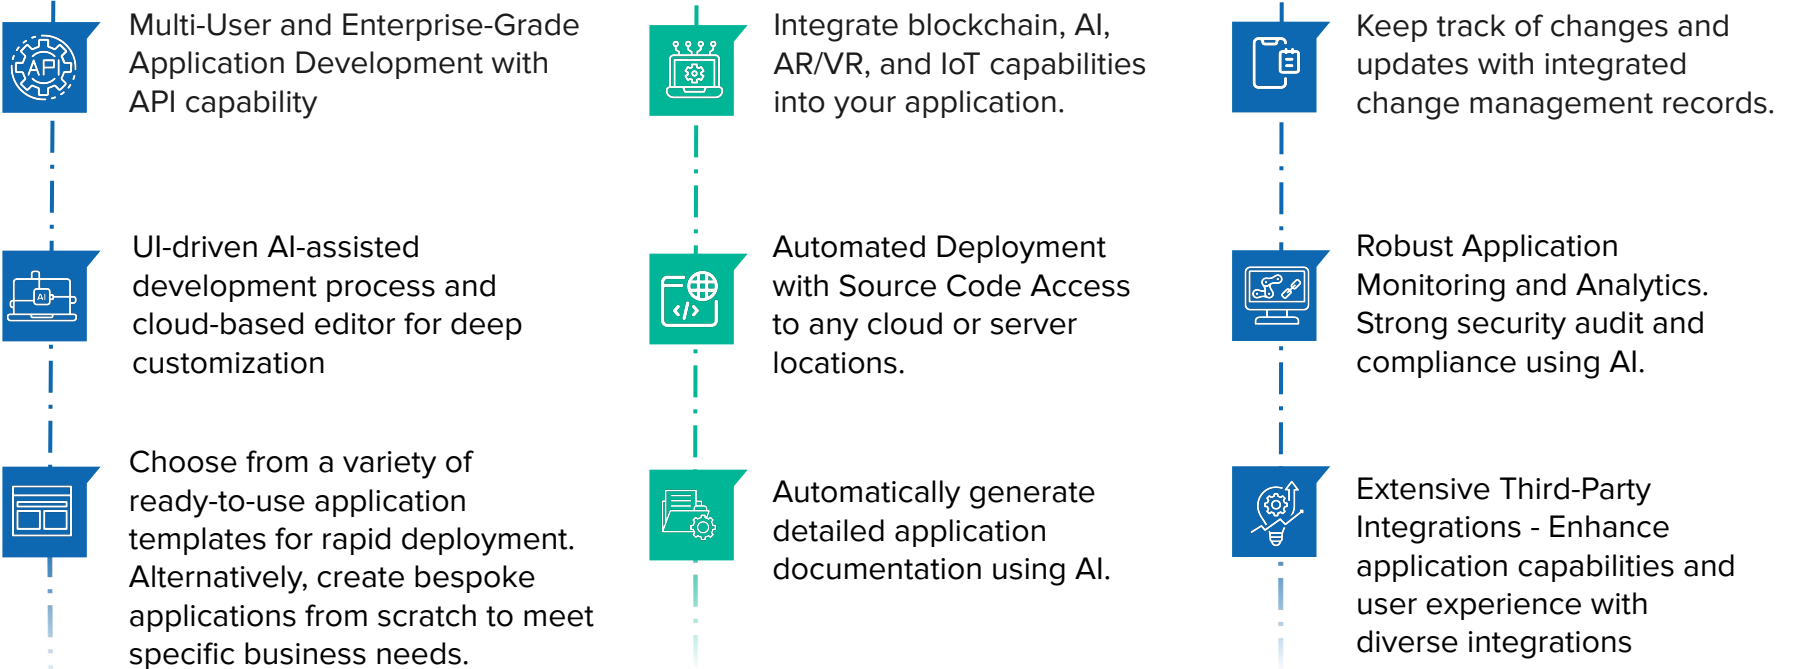 API
Multi-User and Enterprise-Grade
Application Development with
API capability
AI
UI-driven AI-assisted
development process and
cloud-based editor for deep
customization
Choose from a variety of
ready-to-use application
templates for rapid deployment.
Alternatively, create bespoke
applications from scratch to meet
specific business needs.
Integrate blockchain, AI,
AR/VR, and IoT capabilities
into your application.
</>
Automated Deployment
with Source Code Access
to any cloud or server
locations.
Automatically generate
detailed application
documentation using AI.
Keep track of changes and
updates with integrated
change management records.
Robust Application
Monitoring and Analytics.
Strong security audit and
compliance using AI.
Extensive Third-Party
Integrations - Enhance
application capabilities and
user experience with
diverse integrations